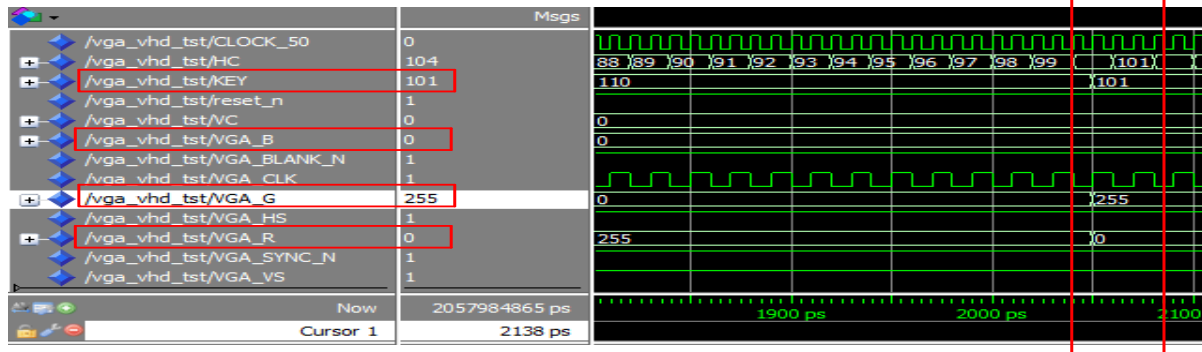 Msgs
/vga_vhd_tst/CLOCK_50 0
/vga_vhd_tst/HC 104 88 89 90 91 92 93 94 95 96 97 98 99 101
/vga_vhd_tst/KEY 101 110 101
/vga_vhd_tst/reset_n 1
/vga_vhd_tst/VC 0 0
/vga_vhd_tst/VGA_B 0 0
/vga_vhd_tst/VGA_BLANK_N 1
/vga_vhd_tst/VGA_CLK 1
/vga_vhd_tst/VGA_G 255 0 255
/vga_vhd_tst/VGA_HS 1
/vga_vhd_tst/VGA_R 0 255 0
/vga_vhd_tst/VGA_SYNC_N 1
/vga_vhd_tst/VGA_VS 1
Now 2057984865 ps 1900 ps 2000 ps 2100
Cursor 1 2138 ps